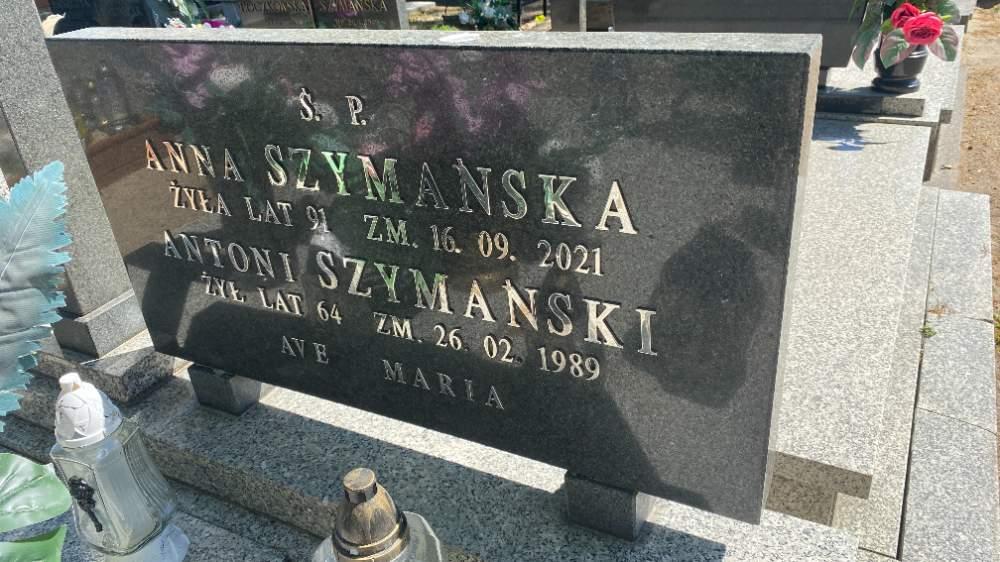 SZYMAŃSKA
Ś. P.
ANNA SZYMAŃSKA
ŻYŁA LAT 91 ZM. 16. 09. 2021
ANTONI SZYMAŃSKI
ŻYŁ. LAT 64 ZM. 26. 02. 1989
AVE MARIA